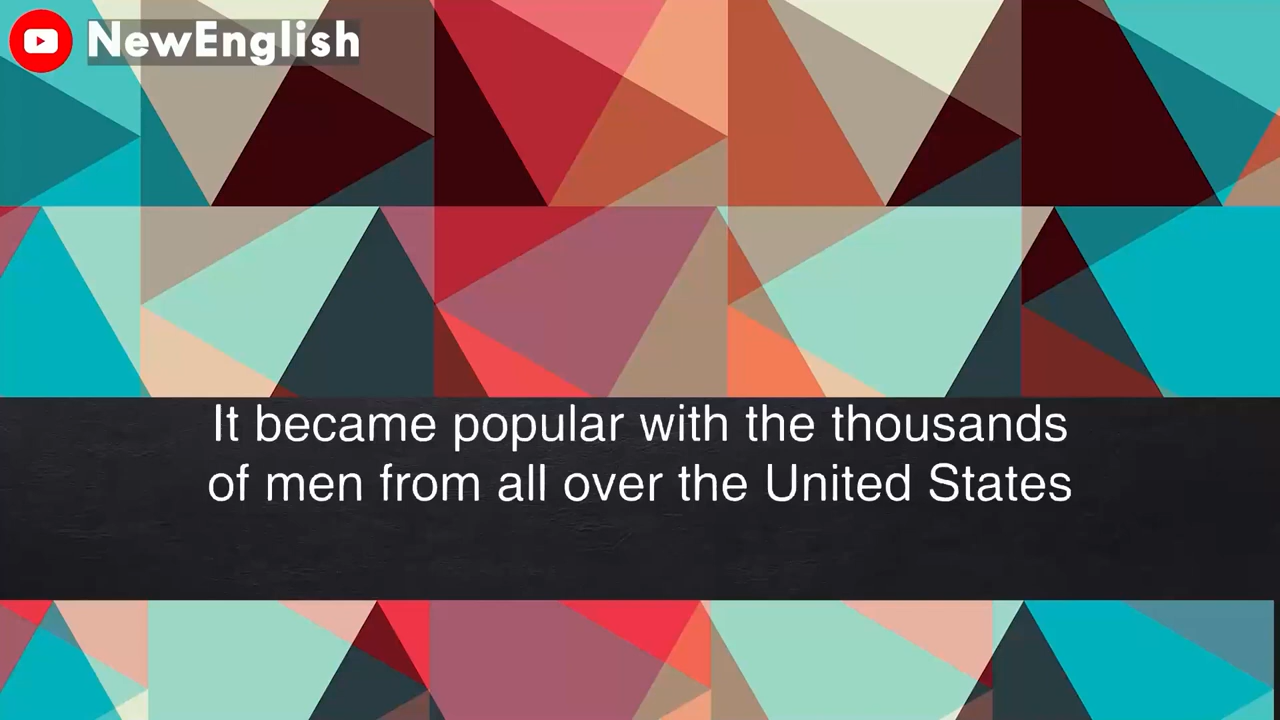 NewEnglish
It became popular with the thousands
of men from all over the United States